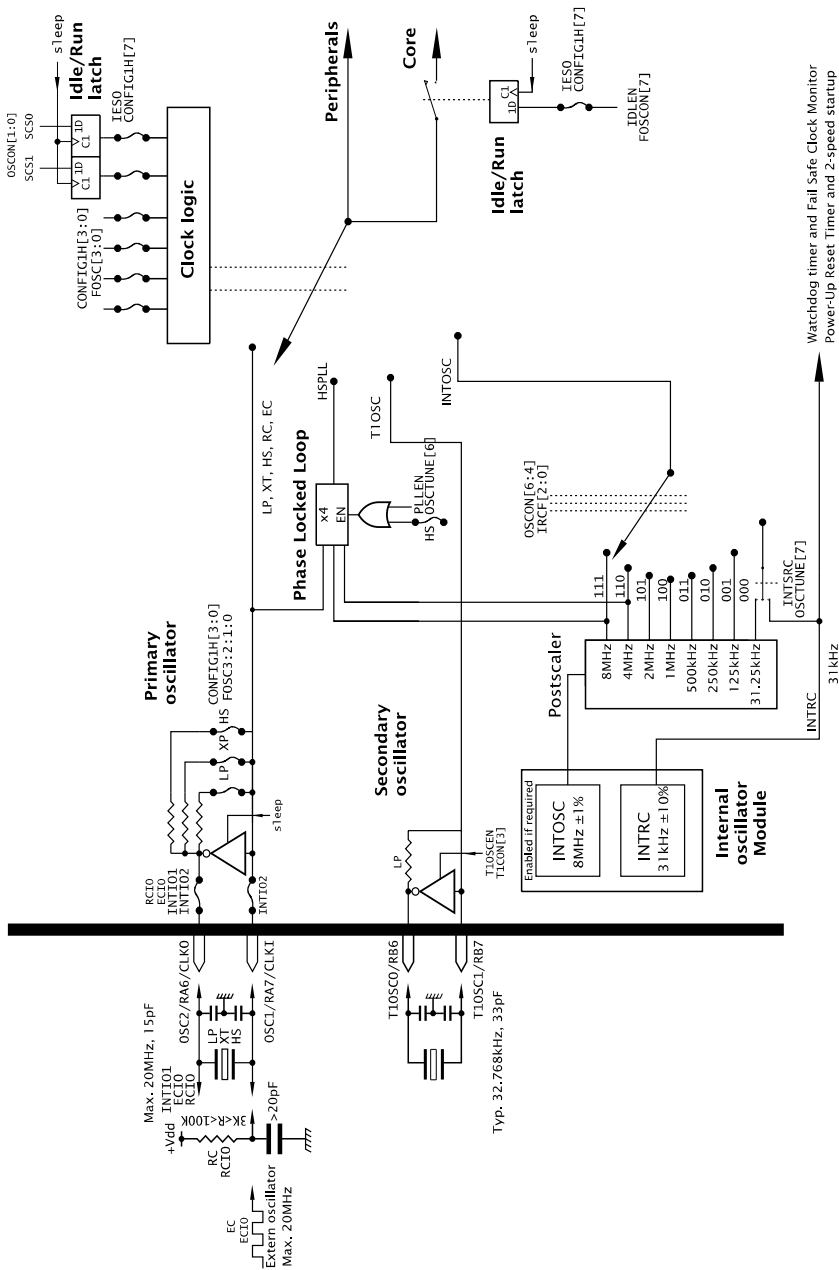 EC
ECIO
Extern oscillator
Max. 20MHz
+Vdd
RC
RCIO
3K<R<100K
>20pF
Max. 20MHz, 15pF
INTIO1
ECIO
RCIO
LP
XT
HS
OSC2/RA6/CLKO
OSC1/RA7/CLKI
RCIO
ECIO
INTIO1
INTIO2
INTIO2
sleep
Primary
oscillator
LP
XP
HS
CONFIG1H[3:0]
FOSC3:2:1:0
LP, XT, HS, RC, EC
Typ. 32.768kHz, 33pF
T1OSCO/RB6
T1OSC1/RB7
LP
T1OSCEN
T1CON[3]
Secondary
oscillator
Phase Locked Loop
x4
EN
HSPLL
PLLEN
OSCTUNE[6]
HS
T1OSC
INTOSC
Enabled if required
INTOSC
8MHz ±1%
INTRC
31kHz ±10%
Internal
oscillator
Module
Postscaler
8MHz
4MHz
2MHz
1MHz
500kHz
250kHz
125kHz
31.25kHz
111
110
101
100
011
010
001
000
OSCON[6:4]
IRCF[2:0]
INTSRC
OSCTUNE[7]
INTRC
31kHz
Watchdog timer and Fail Safe Clock Monitor
Power-Up Reset Timer and 2-speed startup
Clock logic
CONFIG1H[3:0]
FOSC[3:0]
OSCON[1:0]
SCS1
SCS0
C1
1D
C1
1D
sleep
Idle/Run
latch
IESO
CONFIG1H[7]
Peripherals
Core
Idle/Run
latch
1D
C1
sleep
IESO
CONFIG1H[7]
IDLEN
FOSCON[7]